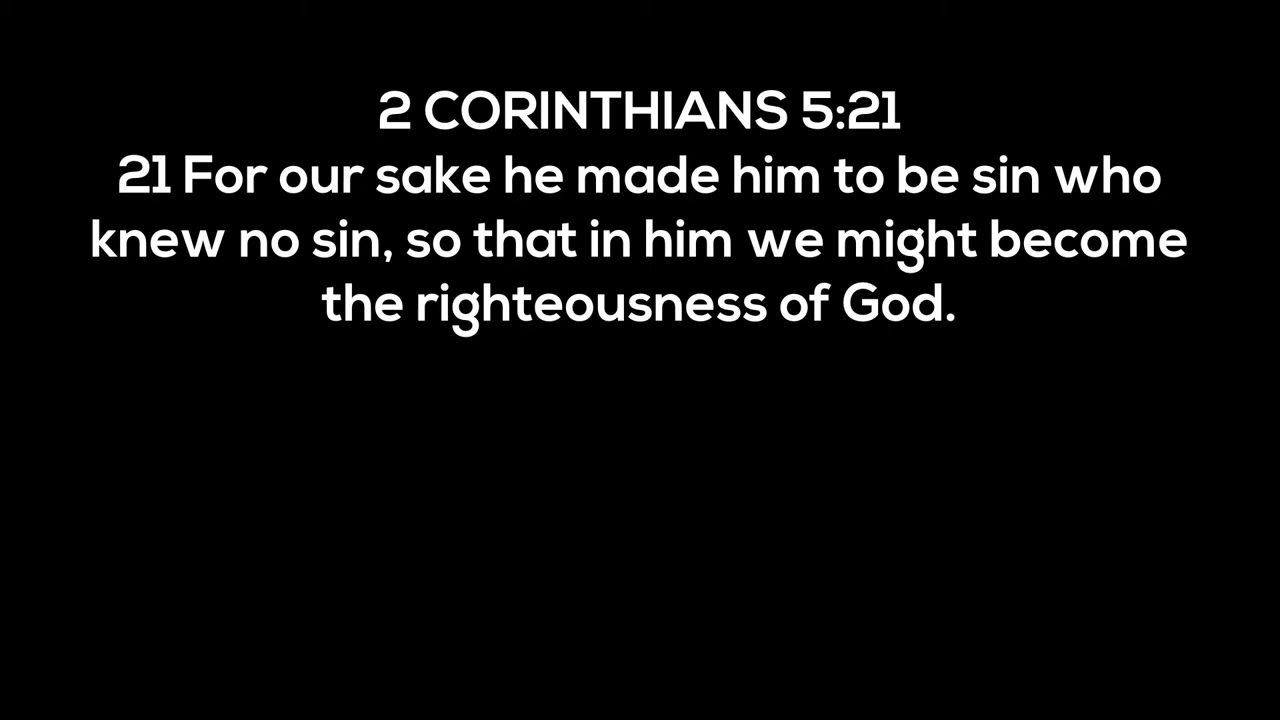 2 CORINTHIANS 5:21
21 For our sake he made him to be sin who
knew no sin, so that in him we might become
the righteousness of God.